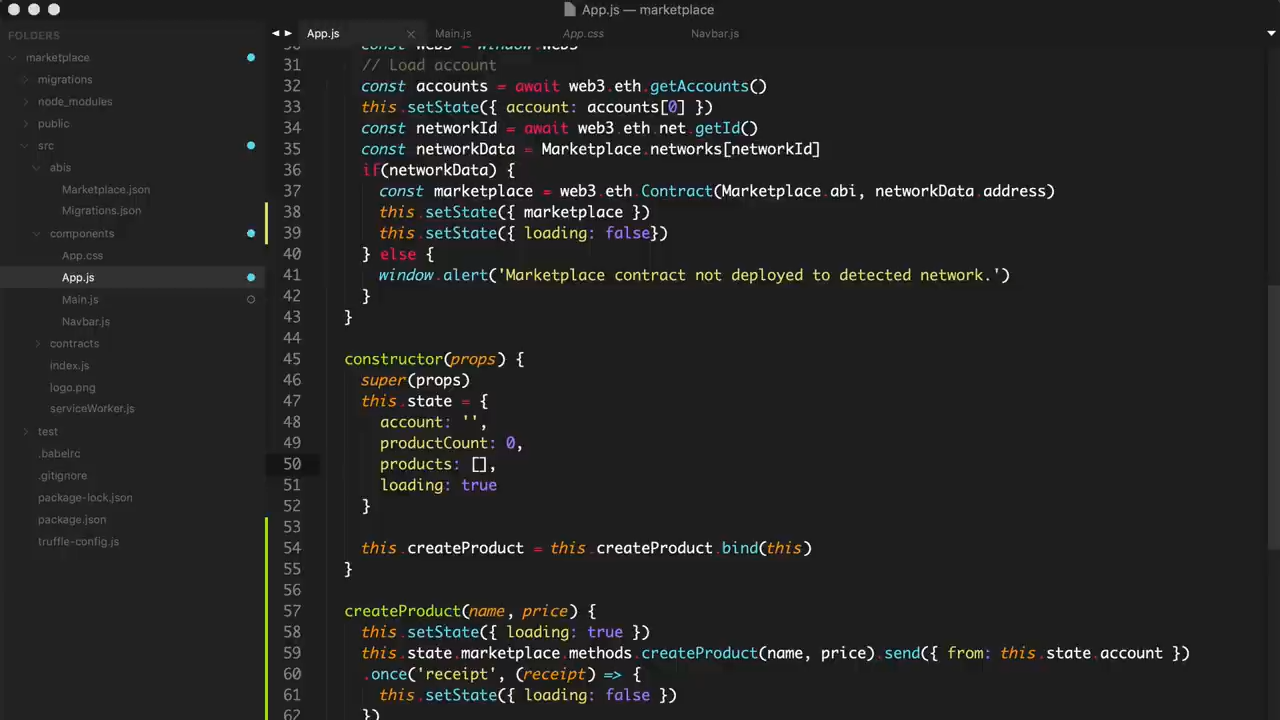 App.js — marketplace
FOLDERS
marketplace
migrations
node_modules
public
src
abis
Marketplace.json
Migrations.json
components
App.css
App.js
Main.js
Navbar.js
contracts
index.js
logo.png
serviceWorker.js
test
.babelrc
.gitignore
package-lock.json
package.json
truffle-config.js
App.js
Main.js
App.css
Navbar.js
30 const web3 = window.web3
31 // Load account
32 const accounts = await web3.eth.getAccounts()
33 this.setState({ account: accounts[0] })
34 const networkId = await web3.eth.net.getId()
35 const networkData = Marketplace.networks[networkId]
36 if(networkData) {
37 const marketplace = web3.eth.Contract(Marketplace.abi, networkData.address)
38 this.setState({ marketplace })
39 this.setState({ loading: false})
40 } else {
41 window.alert('Marketplace contract not deployed to detected network.')
42 }
43 }
44
45 constructor(props) {
46 super(props)
47 this.state = {
48 account: '',
49 productCount: 0,
50 products: [],
51 loading: true
52 }
53
54 this.createProduct = this.createProduct.bind(this)
55 }
56
57 createProduct(name, price) {
58 this.setState({ loading: true })
59 this.state.marketplace.methods.createProduct(name, price).send({ from: this.state.account })
60 .once('receipt', (receipt) => {
61 this.setState({ loading: false })
62 })